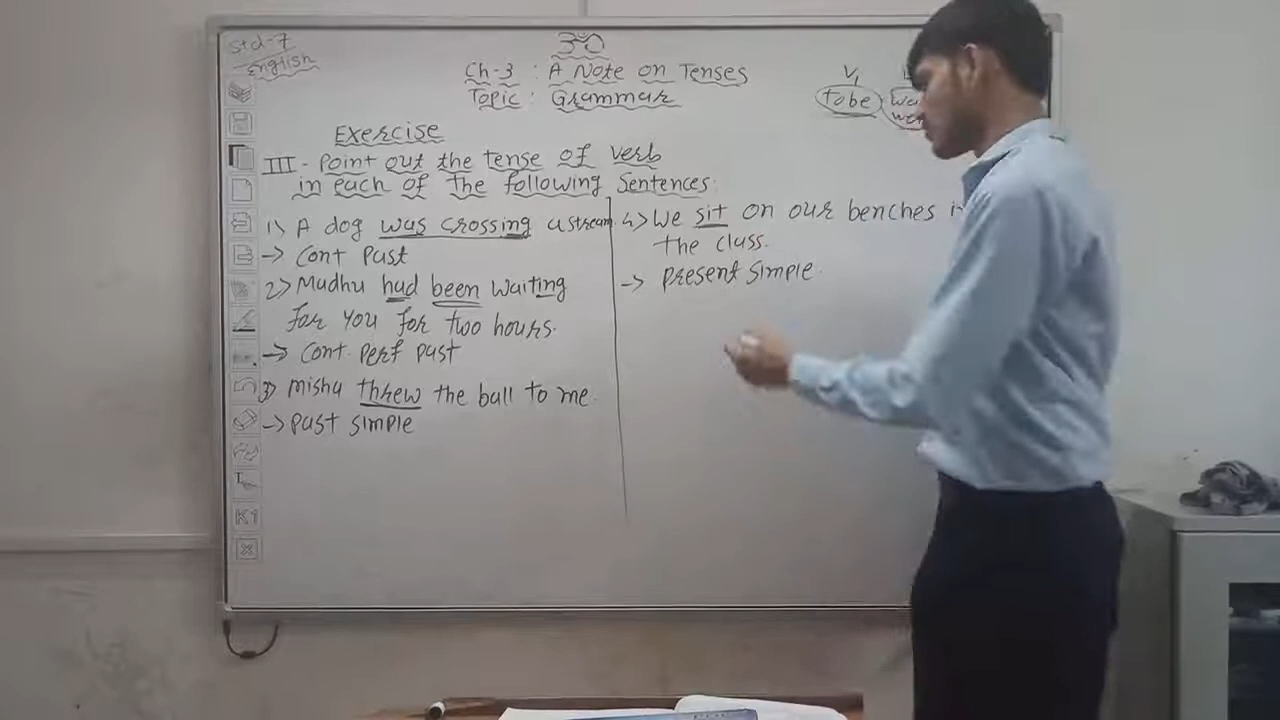 Std-7
English
ૐ
Ch-3 : A Note on Tenses
Topic : Grammar
V1
to be
Exercise
III - Point out the tense of verb
in each of the following Sentences:
1) A dog was crossing a stream.
→ Cont Past
2) Madhu had been waiting
for you for two hours.
→ Cont. Perf Past
3) Misha threw the ball to me.
→ Past simple
4) We sit on our benches in
the class.
→ Present simple.